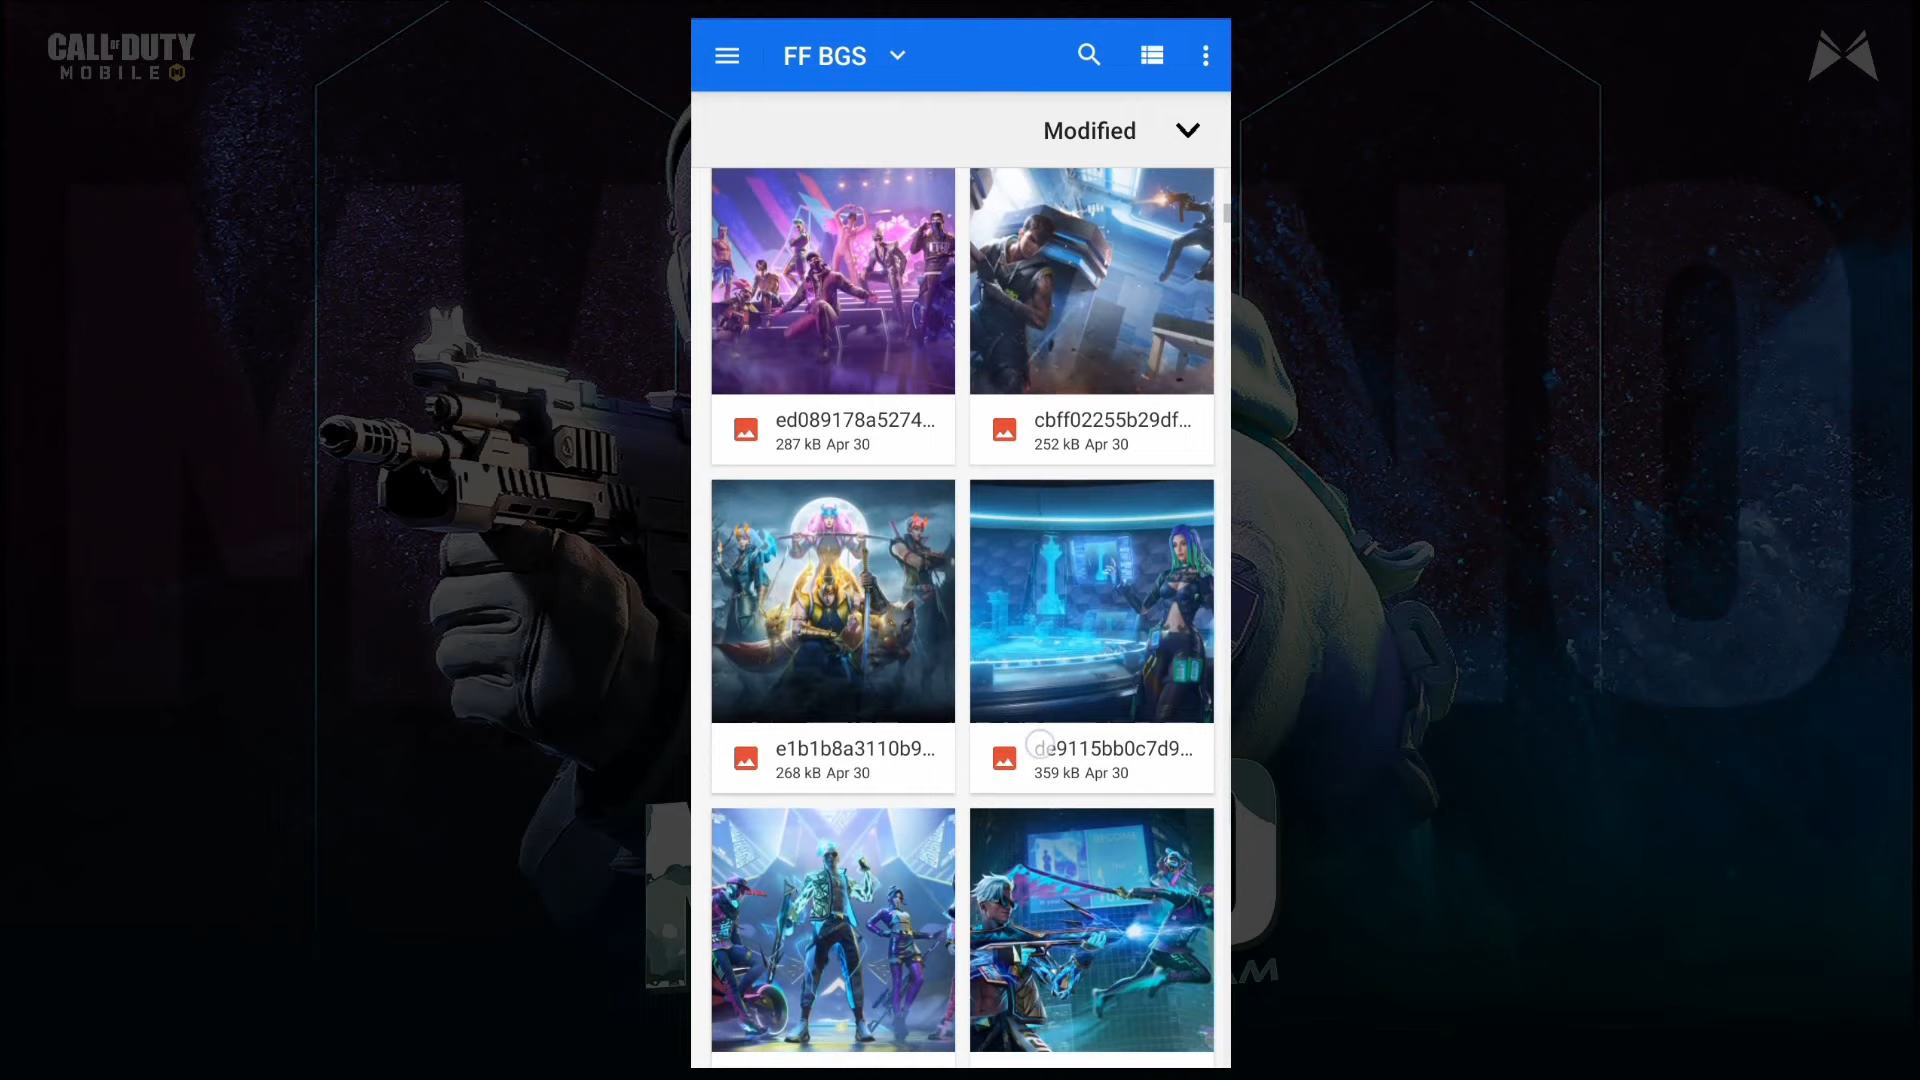 CALL OF DUTY
MOBILE
FF BGS
Modified
ed089178a5274...
287 kB Apr 30
cbff02255b29df...
252 kB Apr 30
e1b1b8a3110b9...
268 kB Apr 30
de9115bb0c7d9...
359 kB Apr 30